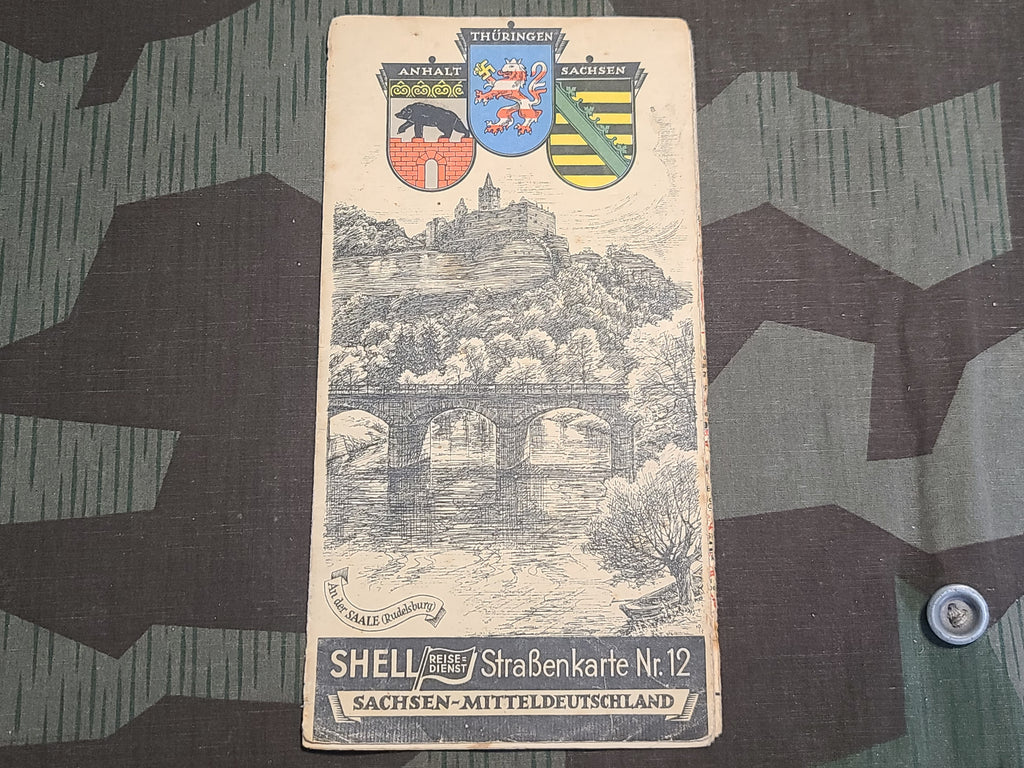 THÜRINGEN
ANHALT
SACHSEN
An der SAALE (Rudelsburg)
SHELL REISE= DIENST Straßenkarte Nr. 12
SACHSEN-MITTELDEUTSCHLAND